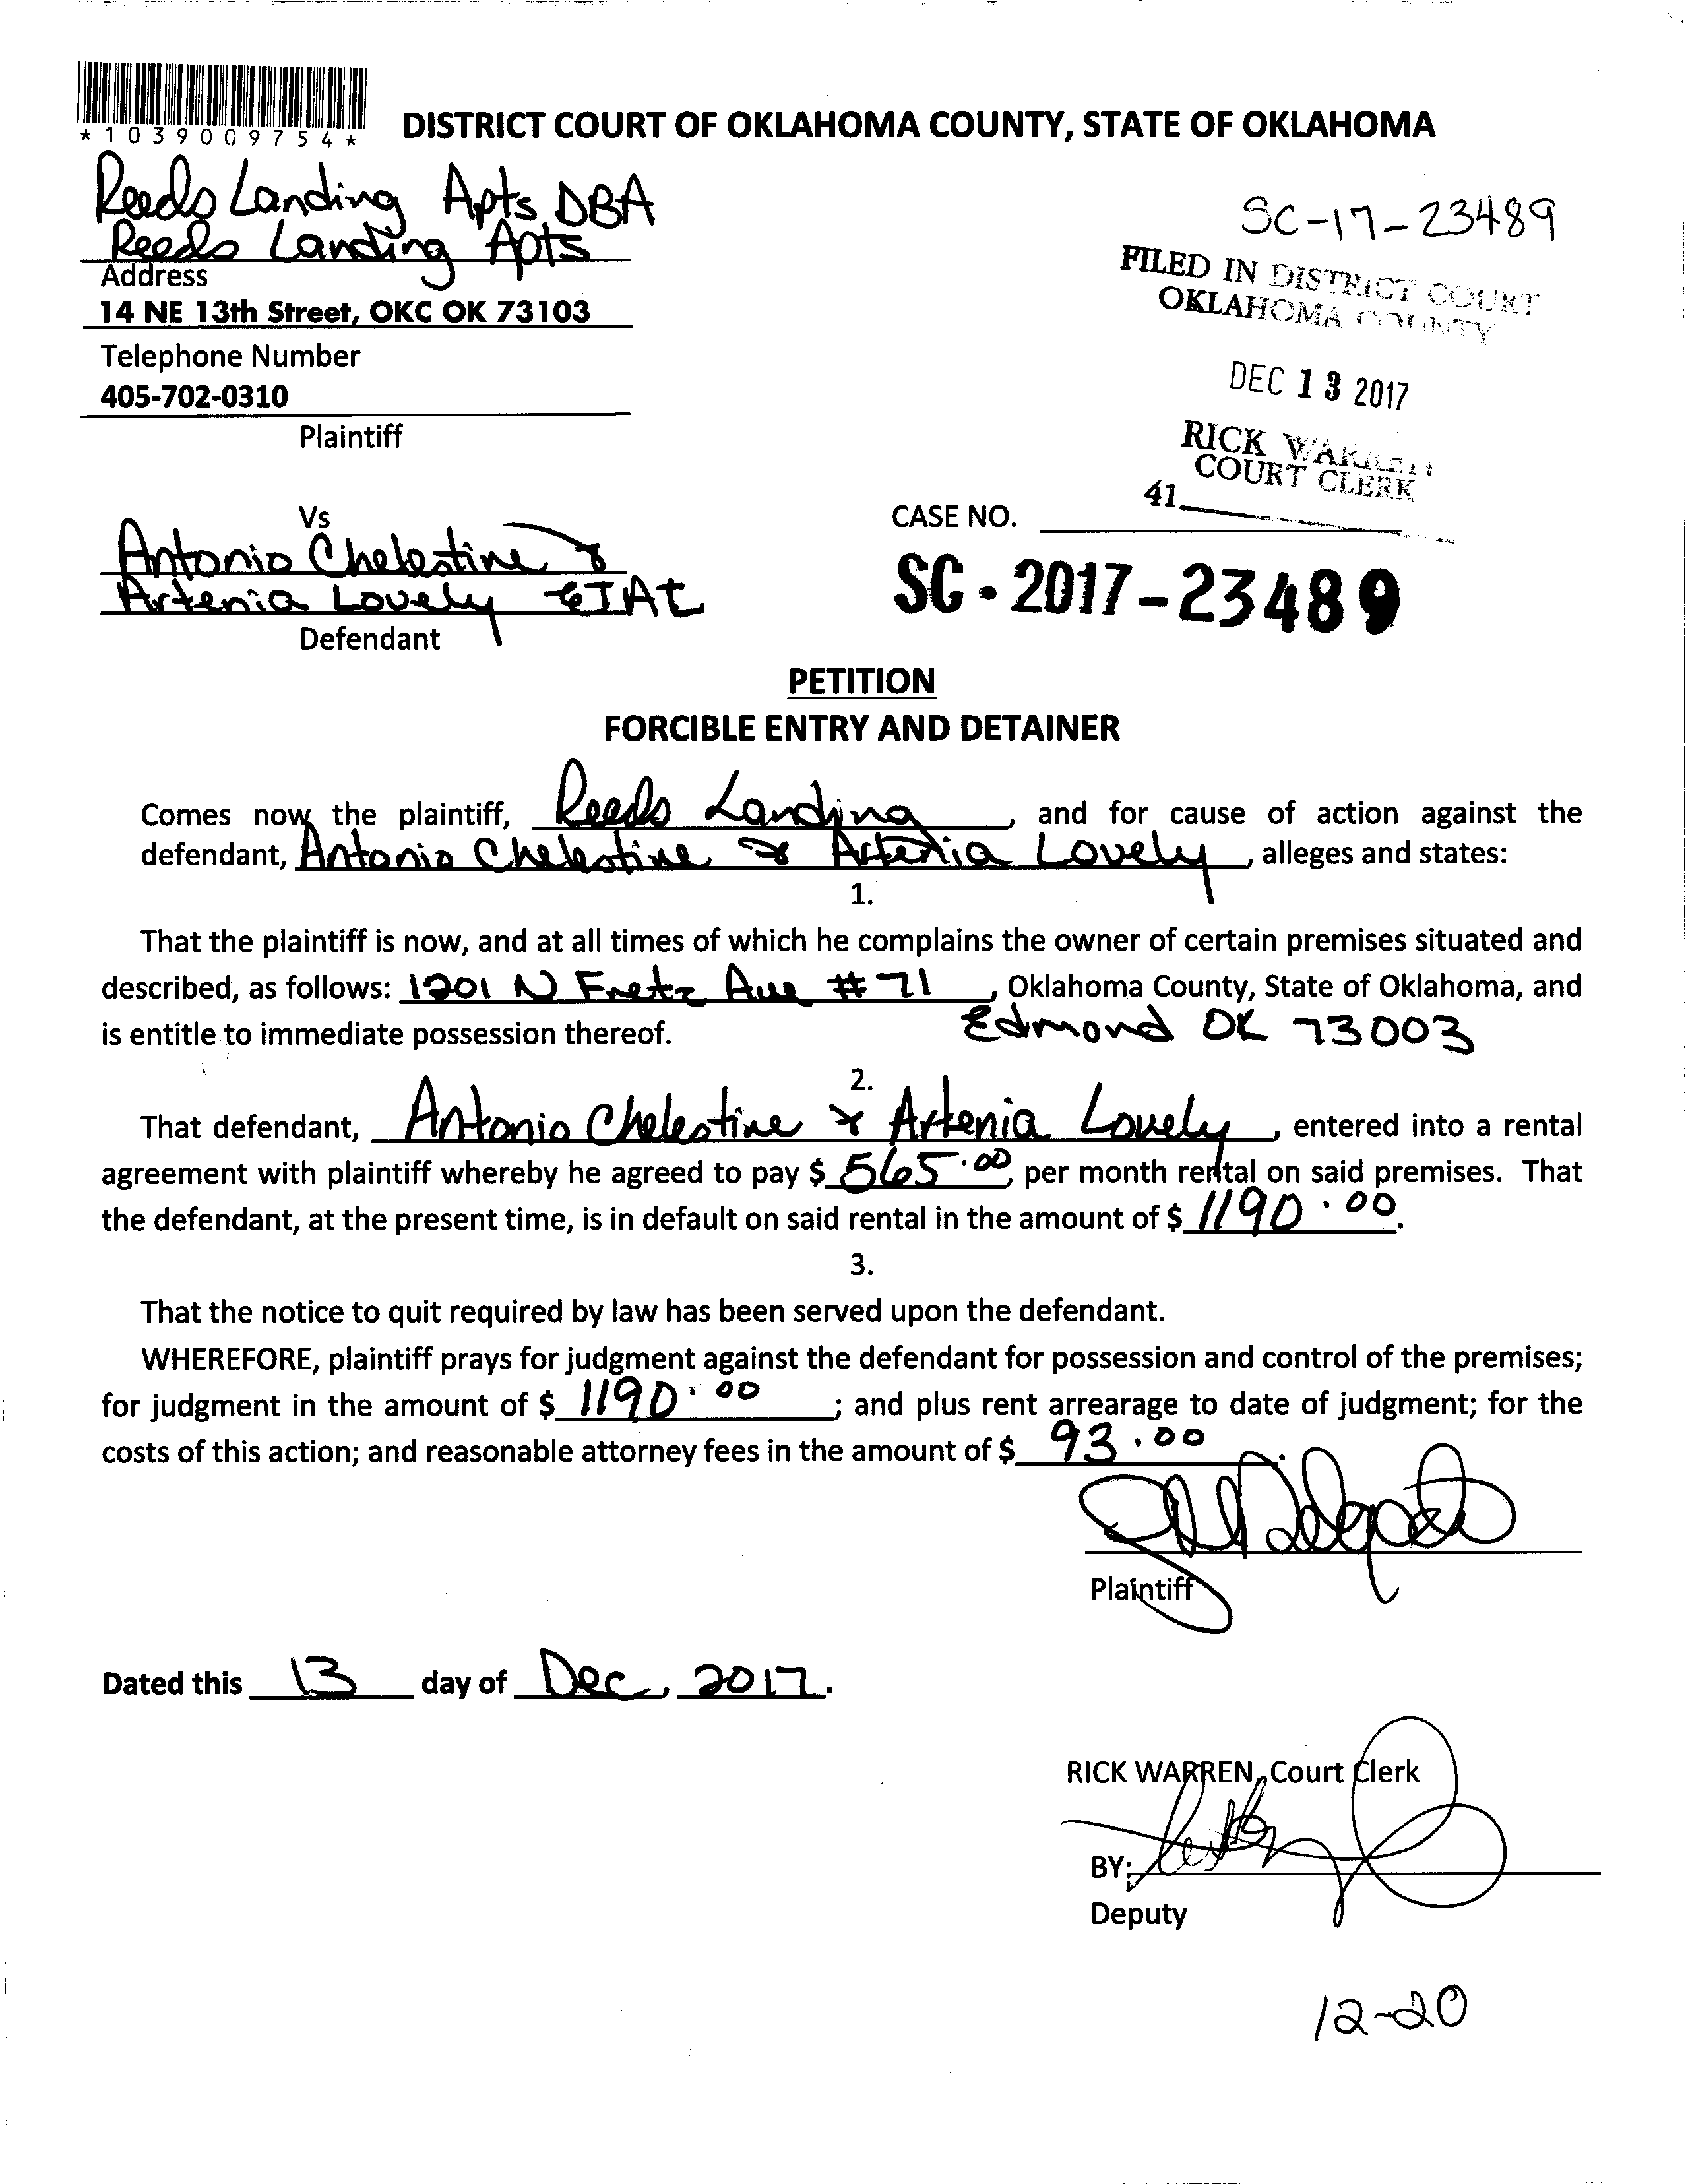 *1039009754*
DISTRICT COURT OF OKLAHOMA COUNTY, STATE OF OKLAHOMA
Reeds Landing Apts DBA
Reeds Landing Apts
Address
14 NE 13th Street, OKC OK 73103
Telephone Number
405-702-0310
Plaintiff
SC-17-23489
FILED IN DISTRICT COURT
OKLAHOMA COUNTY
DEC 13 2017
RICK WARREN
COURT CLERK
41
Vs
Antonio Chelestine &
Artenia Lovely
Defendant
CASE NO.
SC-2017-23489
PETITION
FORCIBLE ENTRY AND DETAINER
Comes now the plaintiff, Reeds Landing, and for cause of action against the
defendant, Antonio Chelestine & Artenia Lovely, alleges and states:
1.
That the plaintiff is now, and at all times of which he complains the owner of certain premises situated and
described, as follows: 1201 N Fretz Ave #71, Oklahoma County, State of Oklahoma, and
is entitle to immediate possession thereof. Edmond OK 73003
2.
That defendant, Antonio Chelestine & Artenia Lovely, entered into a rental
agreement with plaintiff whereby he agreed to pay $ 565.00, per month rental on said premises. That
the defendant, at the present time, is in default on said rental in the amount of $ 1190.00.
3.
That the notice to quit required by law has been served upon the defendant.
WHEREFORE, plaintiff prays for judgment against the defendant for possession and control of the premises;
for judgment in the amount of $ 1190.00; and plus rent arrearage to date of judgment; for the
costs of this action; and reasonable attorney fees in the amount of $ 93.00.
Plaintiff
Dated this 13 day of Dec, 2017.
RICK WARREN, Court Clerk
BY:
Deputy
12-20